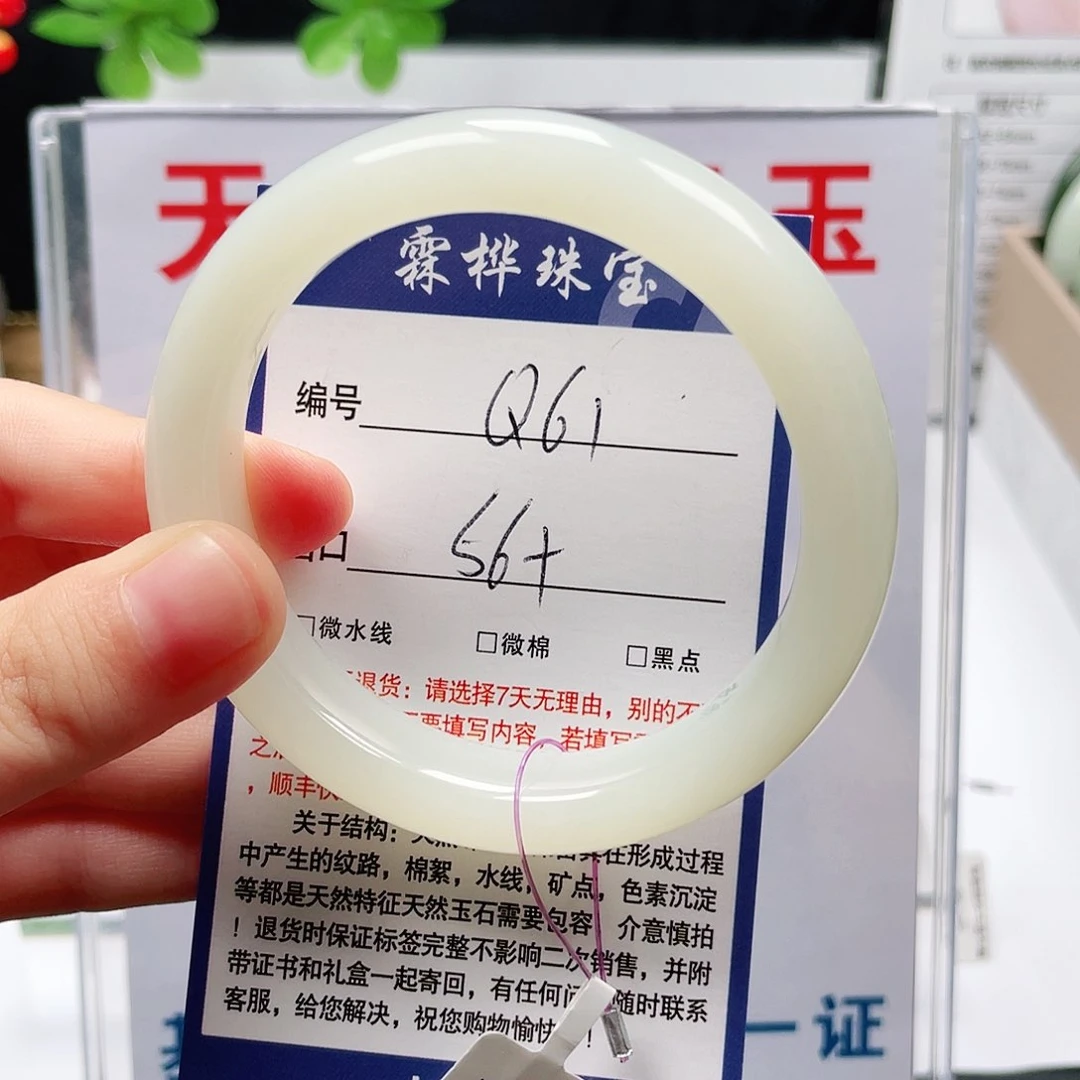 天 玉
霖桦珠宝
编号 Q61
口 56+
□微水线 □微棉 □黑点
退货：请选择7天无理由，别的不
要填写内容，若填写
之
，顺丰
关于结构：天然 在形成过程
中产生的纹路，棉絮，水线，矿点，色素沉淀
等都是天然特征天然玉石需要包容，介意慎拍
！退货时保证标签完整不影响二次销售，并附
带证书和礼盒一起寄回，有任何问 随时联系
客服，给您解决，祝您购物愉快！
一证